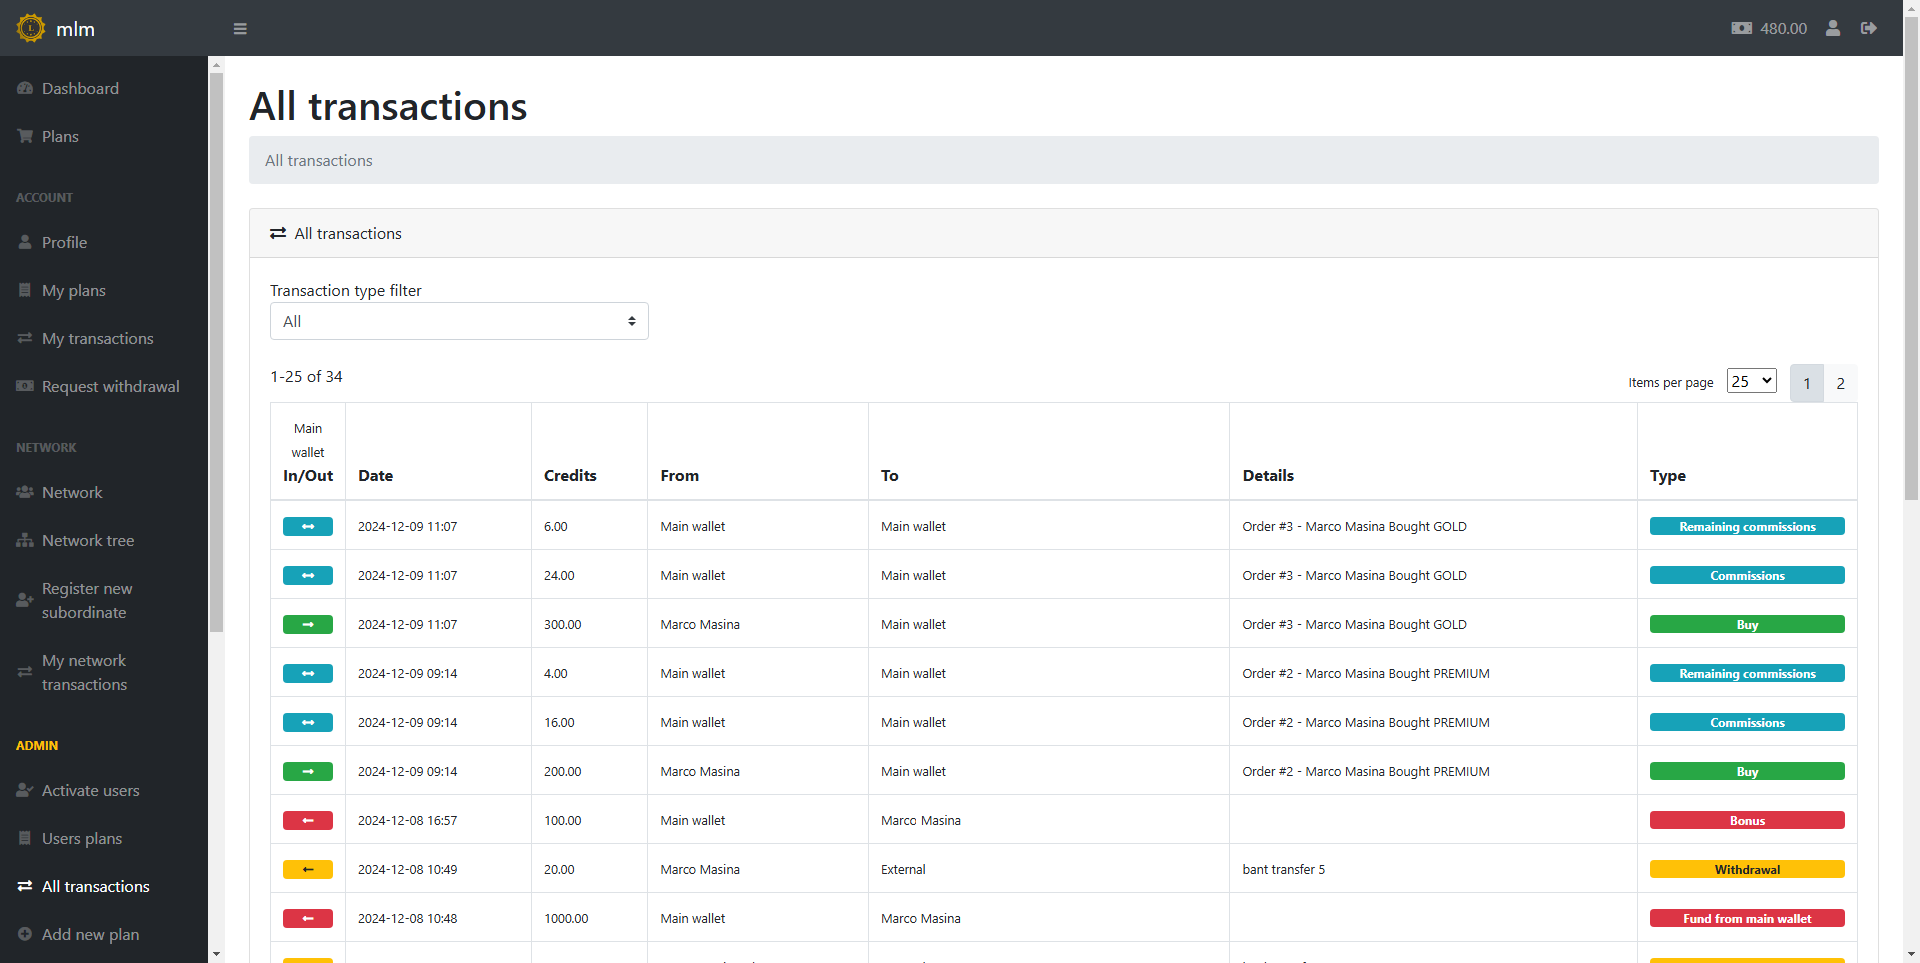 mlm
480.00
Dashboard
Plans
ACCOUNT
Profile
My plans
My transactions
Request withdrawal
NETWORK
Network
Network tree
Register new
subordinate
My network
transactions
ADMIN
Activate users
Users plans
All transactions
Add new plan
All transactions
All transactions
All transactions
Transaction type filter
All
1-25 of 34
Items per page 25 1 2
Main
wallet
In/Out Date Credits From To Details Type
2024-12-09 11:07 6.00 Main wallet Main wallet Order #3 - Marco Masina Bought GOLD Remaining commissions
2024-12-09 11:07 24.00 Main wallet Main wallet Order #3 - Marco Masina Bought GOLD Commissions
2024-12-09 11:07 300.00 Marco Masina Main wallet Order #3 - Marco Masina Bought GOLD Buy
2024-12-09 09:14 4.00 Main wallet Main wallet Order #2 - Marco Masina Bought PREMIUM Remaining commissions
2024-12-09 09:14 16.00 Main wallet Main wallet Order #2 - Marco Masina Bought PREMIUM Commissions
2024-12-09 09:14 200.00 Marco Masina Main wallet Order #2 - Marco Masina Bought PREMIUM Buy
2024-12-08 16:57 100.00 Main wallet Marco Masina Bonus
2024-12-08 10:49 20.00 Marco Masina External bant transfer 5 Withdrawal
2024-12-08 10:48 1000.00 Main wallet Marco Masina Fund from main wallet